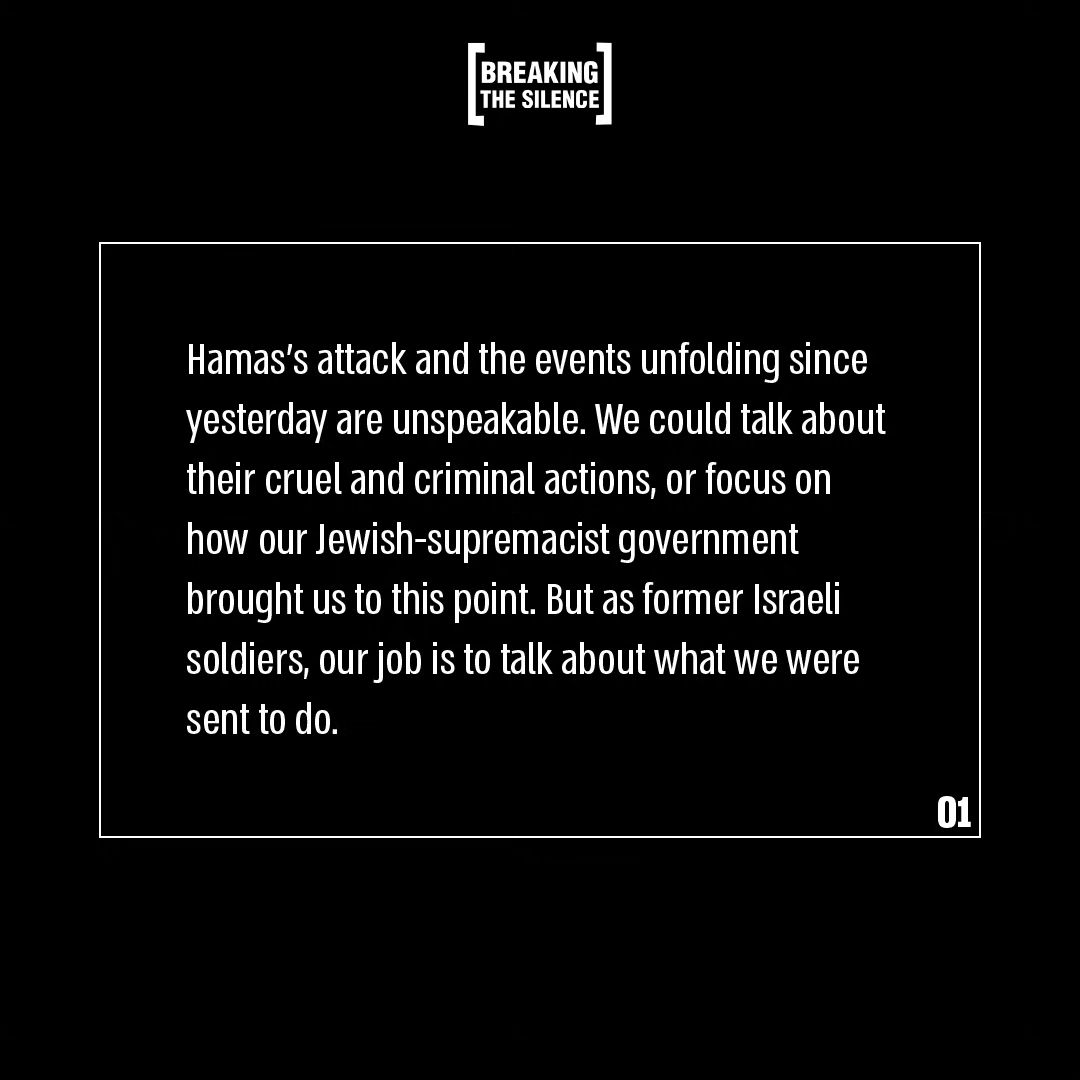 [BREAKING
THE SILENCE]
Hamas’s attack and the events unfolding since
yesterday are unspeakable. We could talk about
their cruel and criminal actions, or focus on
how our Jewish-supremacist government
brought us to this point. But as former Israeli
soldiers, our job is to talk about what we were
sent to do.
01